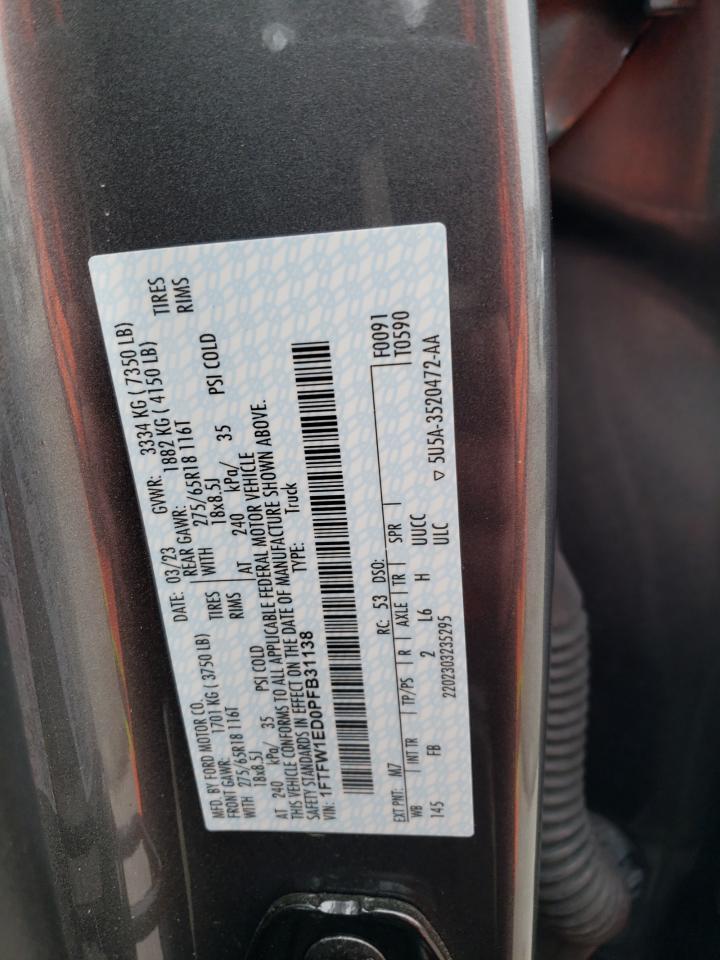 MFD. BY FORD MOTOR CO. DATE: 03/23 GVWR: 3334 KG ( 7350 LB)
FRONT GAWR: 1701 KG ( 3750 LB) REAR GAWR: 1882 KG ( 4150 LB)
WITH 275/65R18 116T TIRES WITH 275/65R18 116T TIRES
18x8.5J RIMS 18x8.5J RIMS
AT 240 kPa/ 35 PSI COLD AT 240 kPa/ 35 PSI COLD
THIS VEHICLE CONFORMS TO ALL APPLICABLE FEDERAL MOTOR VEHICLE
SAFETY STANDARDS IN EFFECT ON THE DATE OF MANUFACTURE SHOWN ABOVE.
VIN: 1FTFW1ED0PFB31138 TYPE: Truck
F0091
EXT PNT: M7 RC: 53 DSO: T0590
WB INT TR TP/PS R AXLE TR SPR
145 FB 2 L6 H UUCC
ULC
2202303235295 ▽ 5U5A-3520472-AA